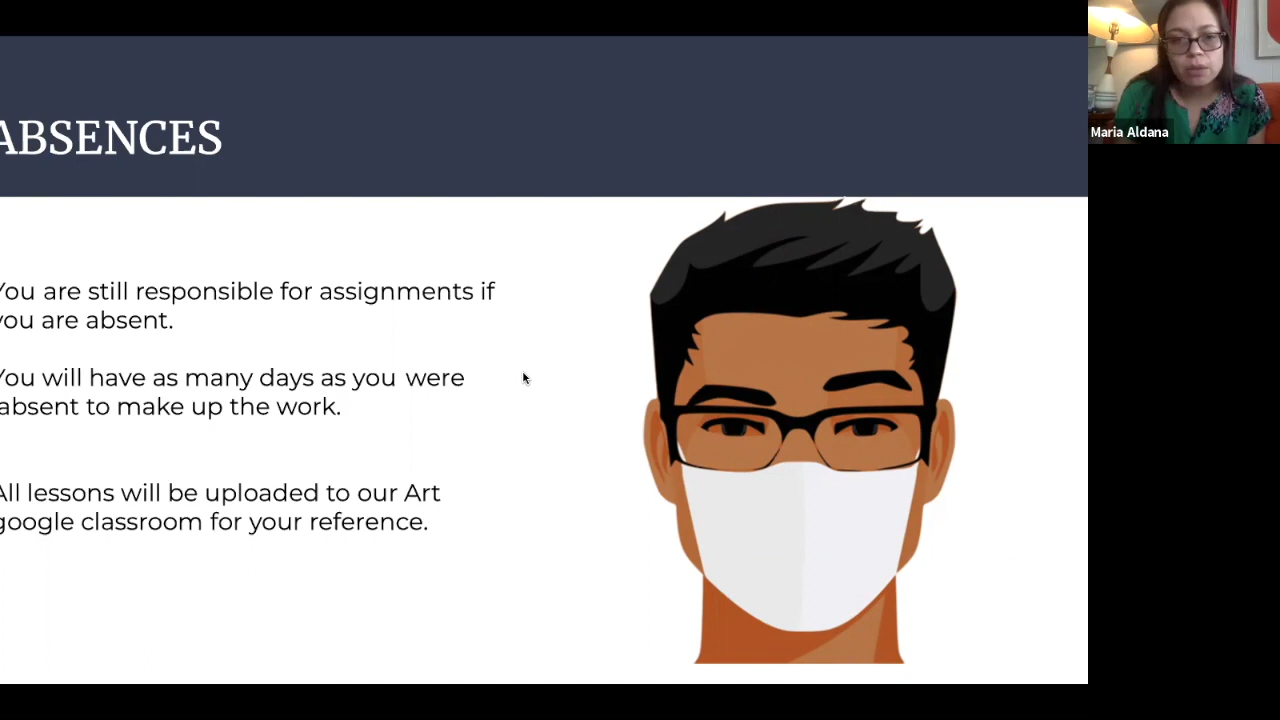 ABSENCES
You are still responsible for assignments if
you are absent.
You will have as many days as you were
absent to make up the work.
All lessons will be uploaded to our Art
google classroom for your reference.
Maria Aldana